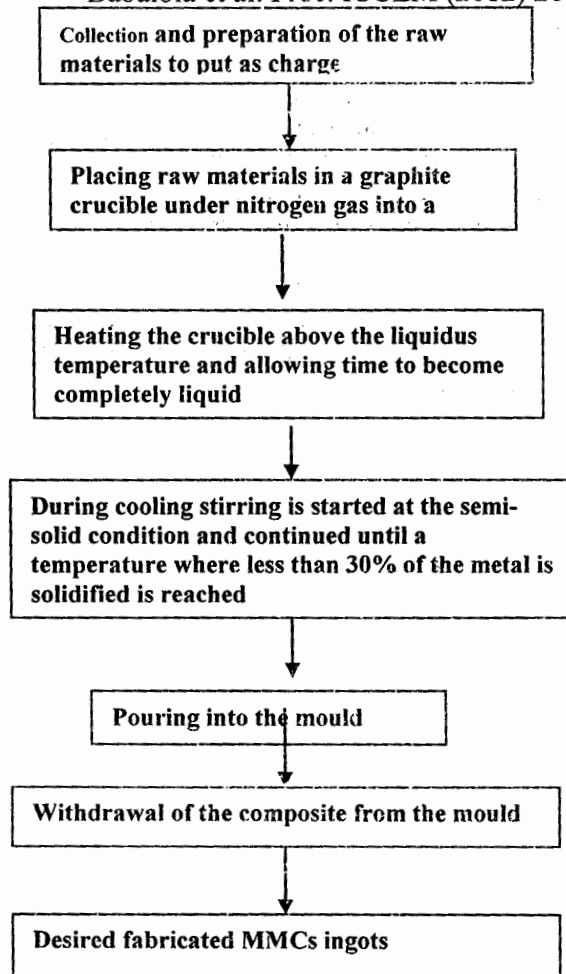 Collection and preparation of the raw
materials to put as charge
Placing raw materials in a graphite
crucible under nitrogen gas into a
Heating the crucible above the liquidus
temperature and allowing time to become
completely liquid
During cooling stirring is started at the semi-
solid condition and continued until a
temperature where less than 30% of the metal is
solidified is reached
Pouring into the mould
Withdrawal of the composite from the mould
Desired fabricated MMCs ingots